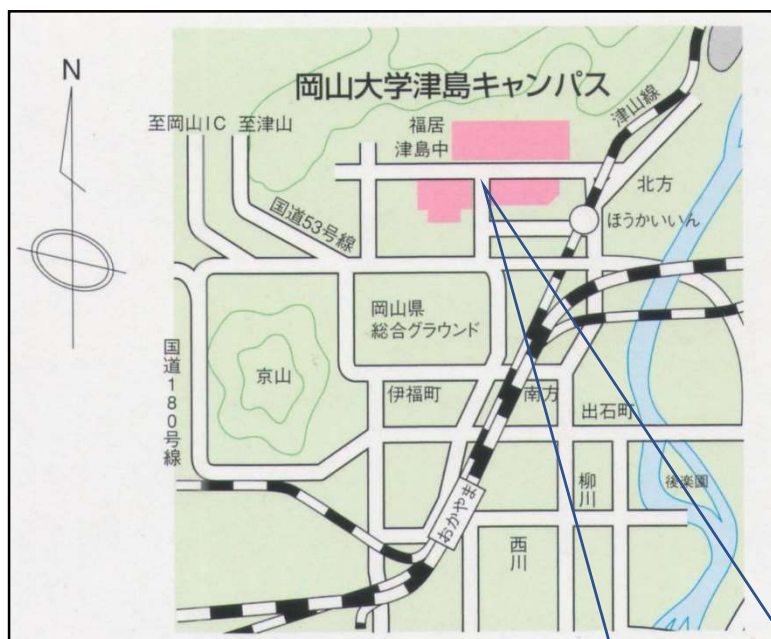 N
岡山大学津島キャンパス
至岡山IC
至津山
福居
津島中
津山線
北方
国道53号線
ほうかいいん
岡山県
総合グラウンド
国道180号線
京山
伊福町
南方
出石町
おかやま
柳川
後楽園
西川